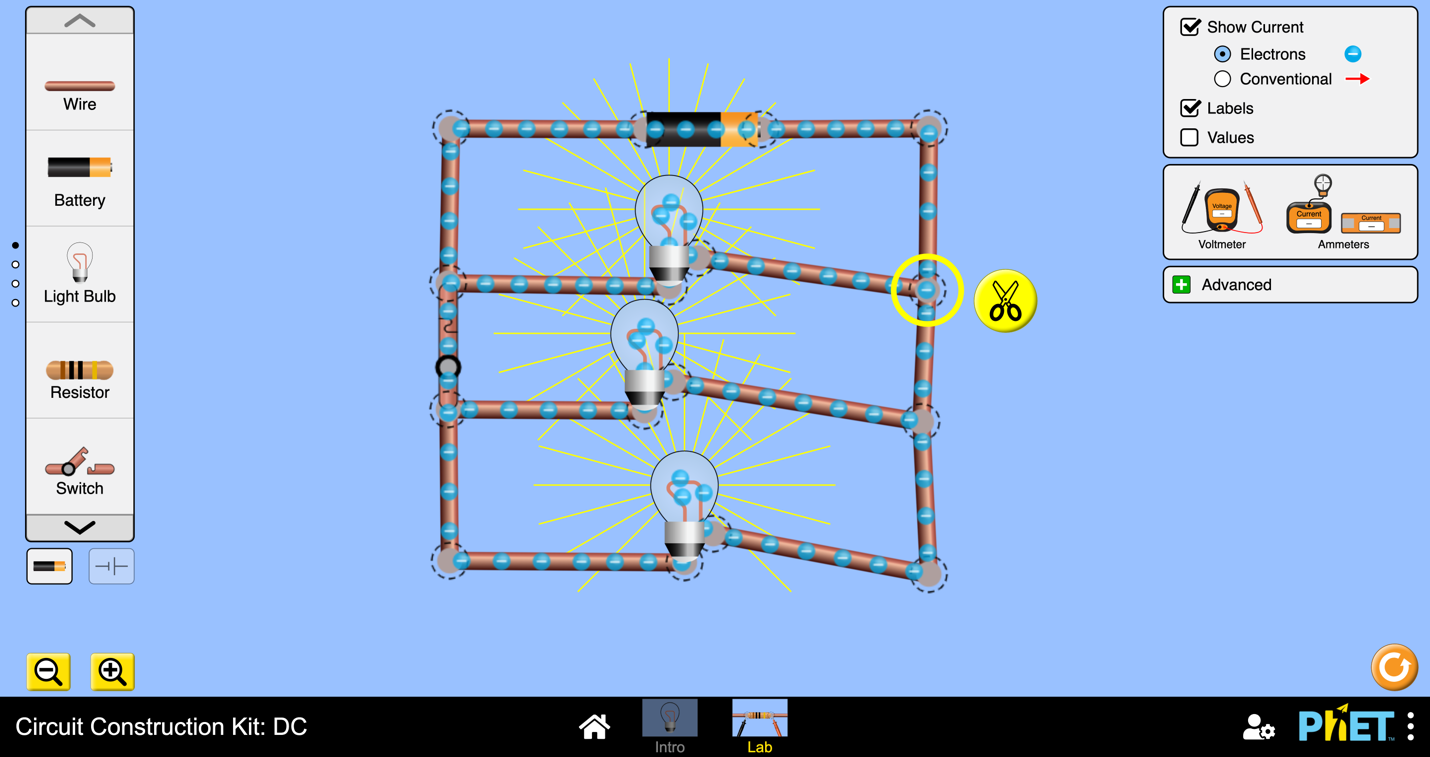 Wire
Battery
Light Bulb
Resistor
Switch
Show Current
Electrons
Conventional
Labels
Values
Voltage
Current
Current
Voltmeter
Ammeters
Advanced
Circuit Construction Kit: DC
Intro
Lab
PhET